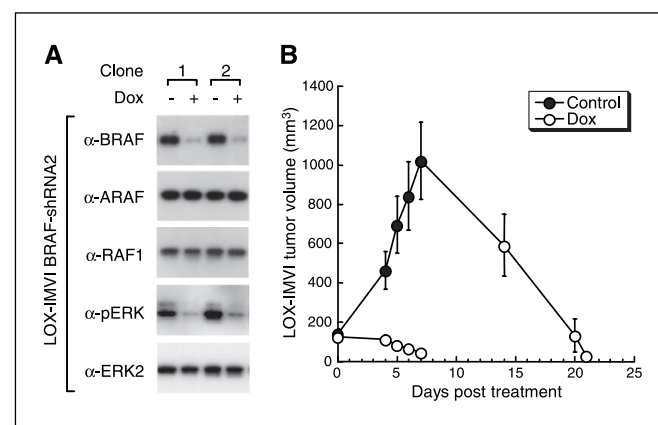 A
Clone 1 2
Dox - + - +
LOX-IMVI BRAF-shRNA2
α-BRAF
α-ARAF
α-RAF1
α-pERK
α-ERK2
B
LOX-IMVI tumor volume (mm³)
1400
1200
1000
800
600
400
200
0
0 5 10 15 20 25
Days post treatment
Control
Dox